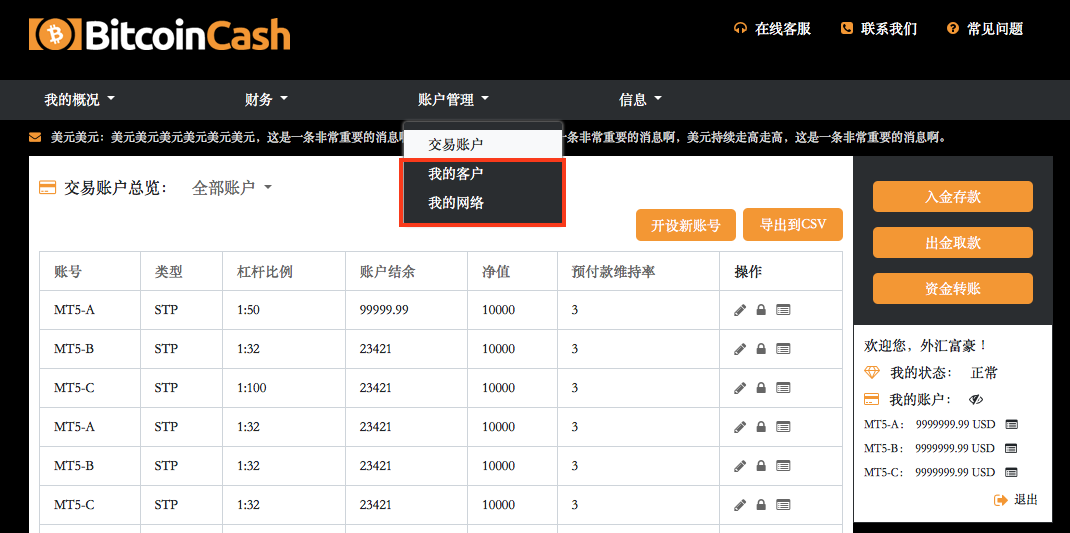 BitcoinCash
在线客服 联系我们 常见问题
我的概况 财务 账户管理 信息
美元美元：美元美元美元美元美元美元，这是一条非常重要的消息 条非常重要的消息啊，美元持续走高走高，这是一条非常重要的消息啊。
交易账户
我的客户
我的网络
交易账户总览： 全部账户
开设新账号 导出到CSV
账号 类型 杠杆比例 账户结余 净值 预付款维持率 操作
MT5-A STP 1:50 99999.99 10000 3
MT5-B STP 1:32 23421 10000 3
MT5-C STP 1:100 23421 10000 3
MT5-A STP 1:32 23421 10000 3
MT5-B STP 1:32 23421 10000 3
MT5-C STP 1:32 23421 10000 3
入金存款
出金取款
资金转账
欢迎您，外汇富豪！
我的状态： 正常
我的账户：
MT5-A： 9999999.99 USD
MT5-B： 9999999.99 USD
MT5-C： 9999999.99 USD
退出